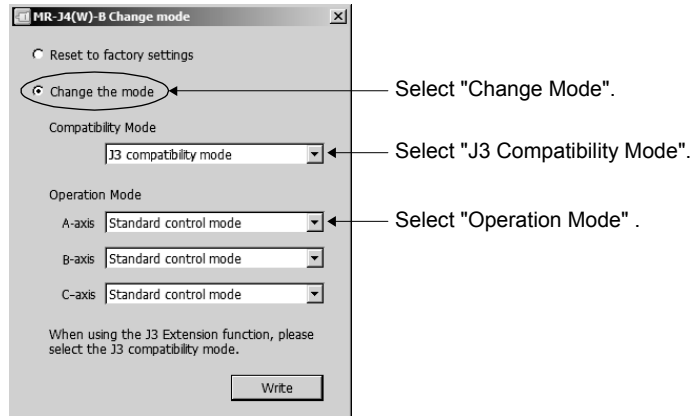 MR-J4(W)-B Change mode
Reset to factory settings
Change the mode
Select "Change Mode".
Compatibility Mode
J3 compatibility mode
Select "J3 Compatibility Mode".
Operation Mode
A-axis Standard control mode
Select "Operation Mode" .
B-axis Standard control mode
C-axis Standard control mode
When using the J3 Extension function, please
select the J3 compatibility mode.
Write